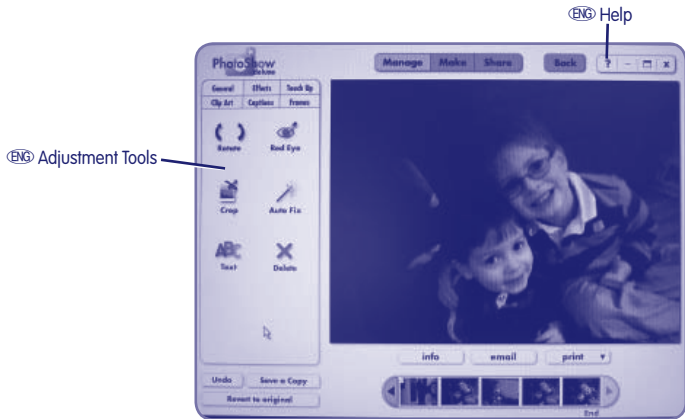 ENG Help
PhotoShow
deluxe
Manage Make Share Back ? – x
General Effects Touch Up
Clip Art Captions Frames
ENG Adjustment Tools
Rotate Red Eye
Crop Auto Fix
ABC
Text Delete
info email print
Undo Save a Copy
Revert to original
End